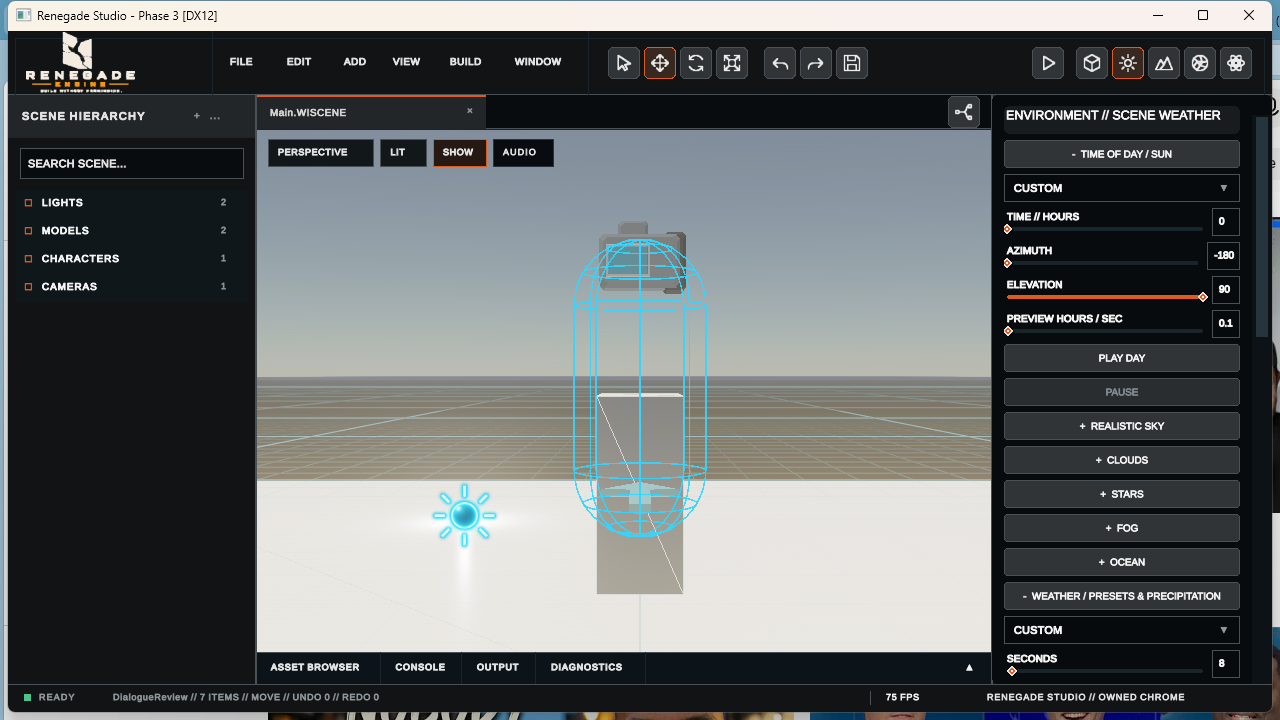 Renegade Studio - Phase 3 [DX12]
RENEGADE
ENGINE
BUILD WITHOUT PERMISSION.
FILE EDIT ADD VIEW BUILD WINDOW
SCENE HIERARCHY + ...
Main.WISCENE ×
ENVIRONMENT // SCENE WEATHER
SEARCH SCENE...
LIGHTS 2
MODELS 2
CHARACTERS 1
CAMERAS 1
PERSPECTIVE LIT SHOW AUDIO
- TIME OF DAY / SUN
CUSTOM
TIME // HOURS 0
AZIMUTH -180
ELEVATION 90
PREVIEW HOURS / SEC 0.1
PLAY DAY
PAUSE
+ REALISTIC SKY
+ CLOUDS
+ STARS
+ FOG
+ OCEAN
- WEATHER / PRESETS & PRECIPITATION
CUSTOM
SECONDS 8
ASSET BROWSER CONSOLE OUTPUT DIAGNOSTICS
READY DialogueReview // 7 ITEMS // MOVE // UNDO 0 // REDO 0 75 FPS RENEGADE STUDIO // OWNED CHROME